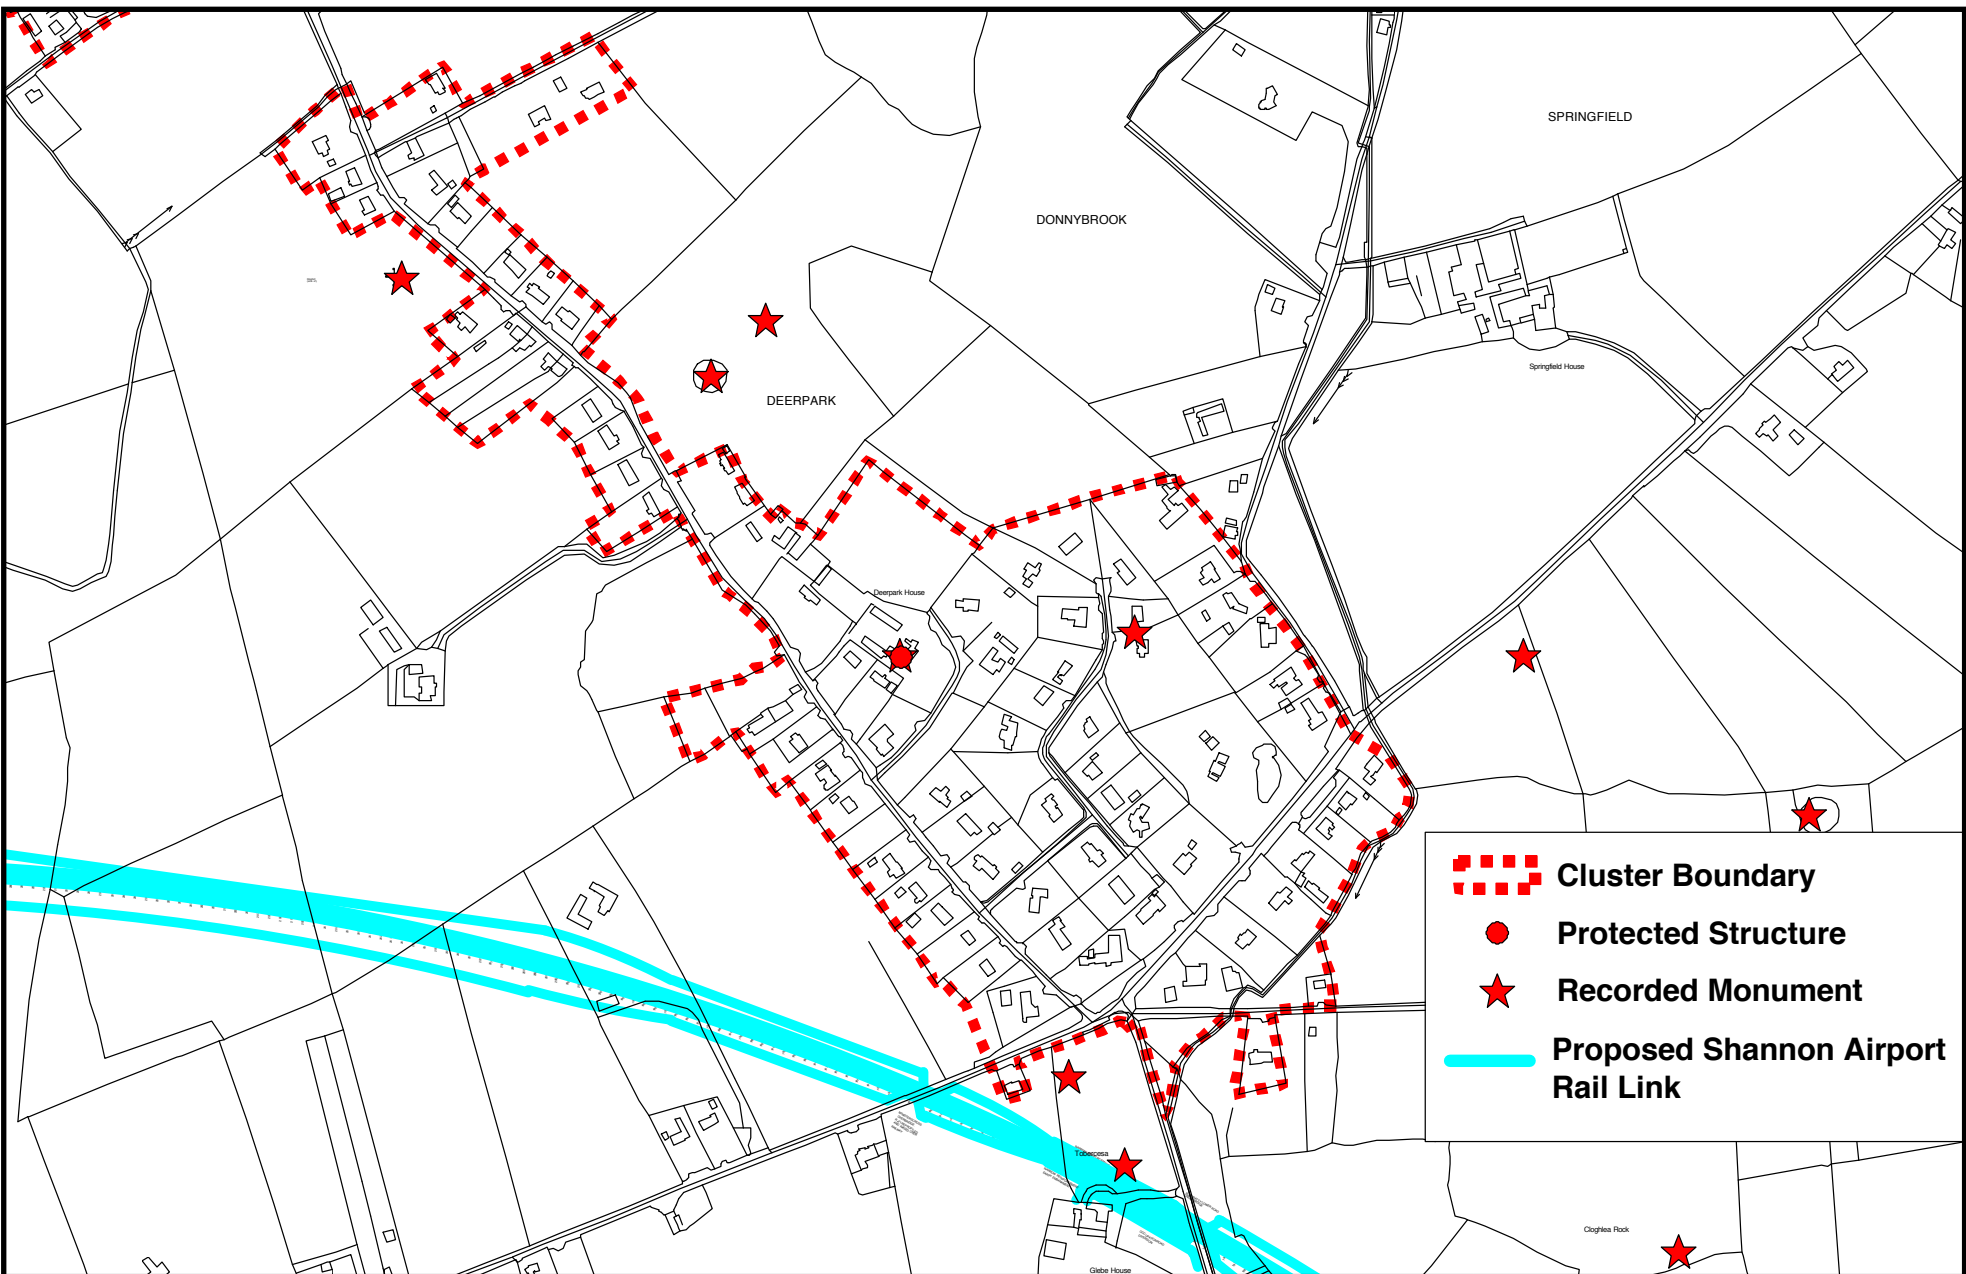 SPRINGFIELD
DONNYBROOK
Springfield House
DEERPARK
Deerpark House
Cluster Boundary
Protected Structure
Recorded Monument
Proposed Shannon Airport
Rail Link
Tobercesa
Cloghlea Rock
Glebe House